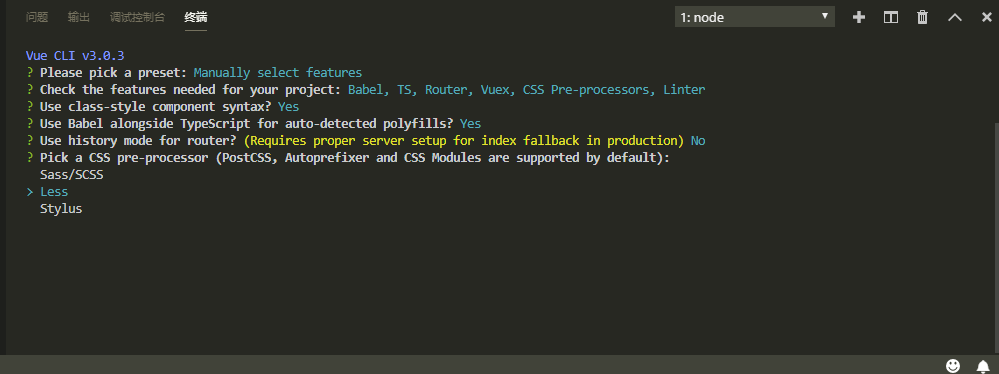 问题 输出 调试控制台 终端 1: node
Vue CLI v3.0.3
? Please pick a preset: Manually select features
? Check the features needed for your project: Babel, TS, Router, Vuex, CSS Pre-processors, Linter
? Use class-style component syntax? Yes
? Use Babel alongside TypeScript for auto-detected polyfills? Yes
? Use history mode for router? (Requires proper server setup for index fallback in production) No
? Pick a CSS pre-processor (PostCSS, Autoprefixer and CSS Modules are supported by default):
Sass/SCSS
> Less
Stylus